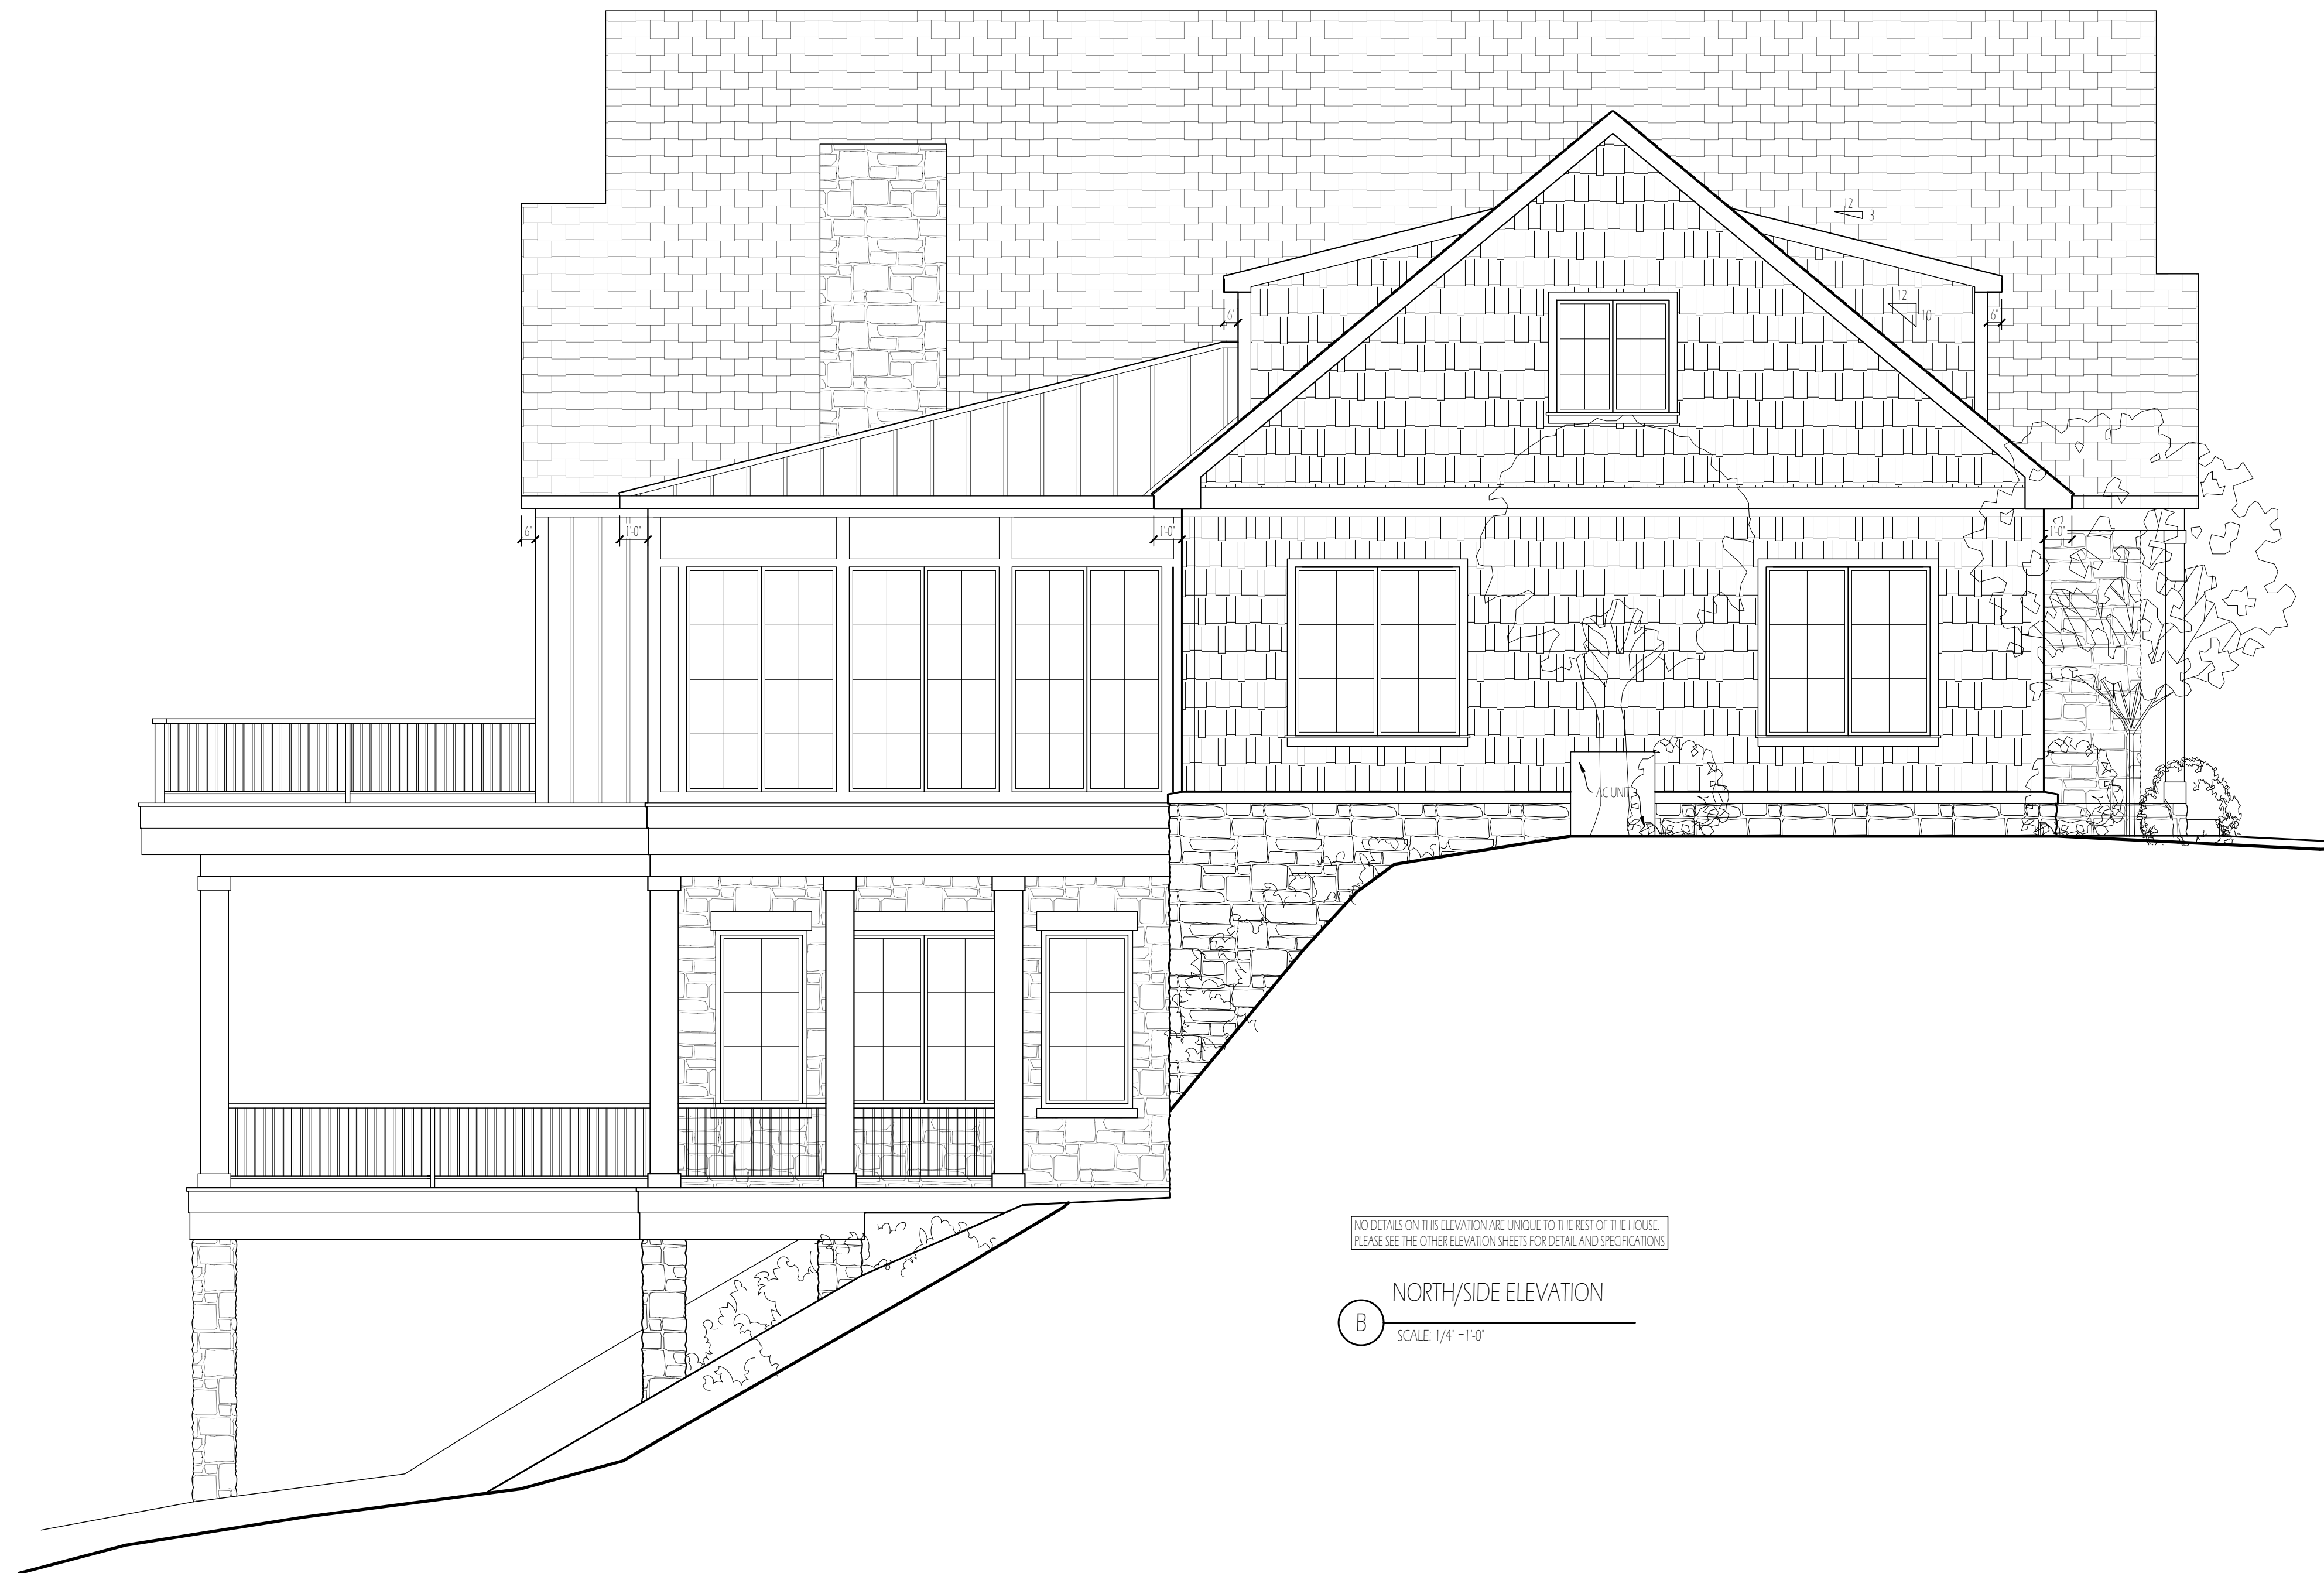 12
3
12
10
6"
6"
6"
1'-0"
1'-0"
1'-0"
AC UNIT
NO DETAILS ON THIS ELEVATION ARE UNIQUE TO THE REST OF THE HOUSE.
PLEASE SEE THE OTHER ELEVATION SHEETS FOR DETAIL AND SPECIFICATIONS
NORTH/SIDE ELEVATION
B
SCALE: 1/4" =1'-0"